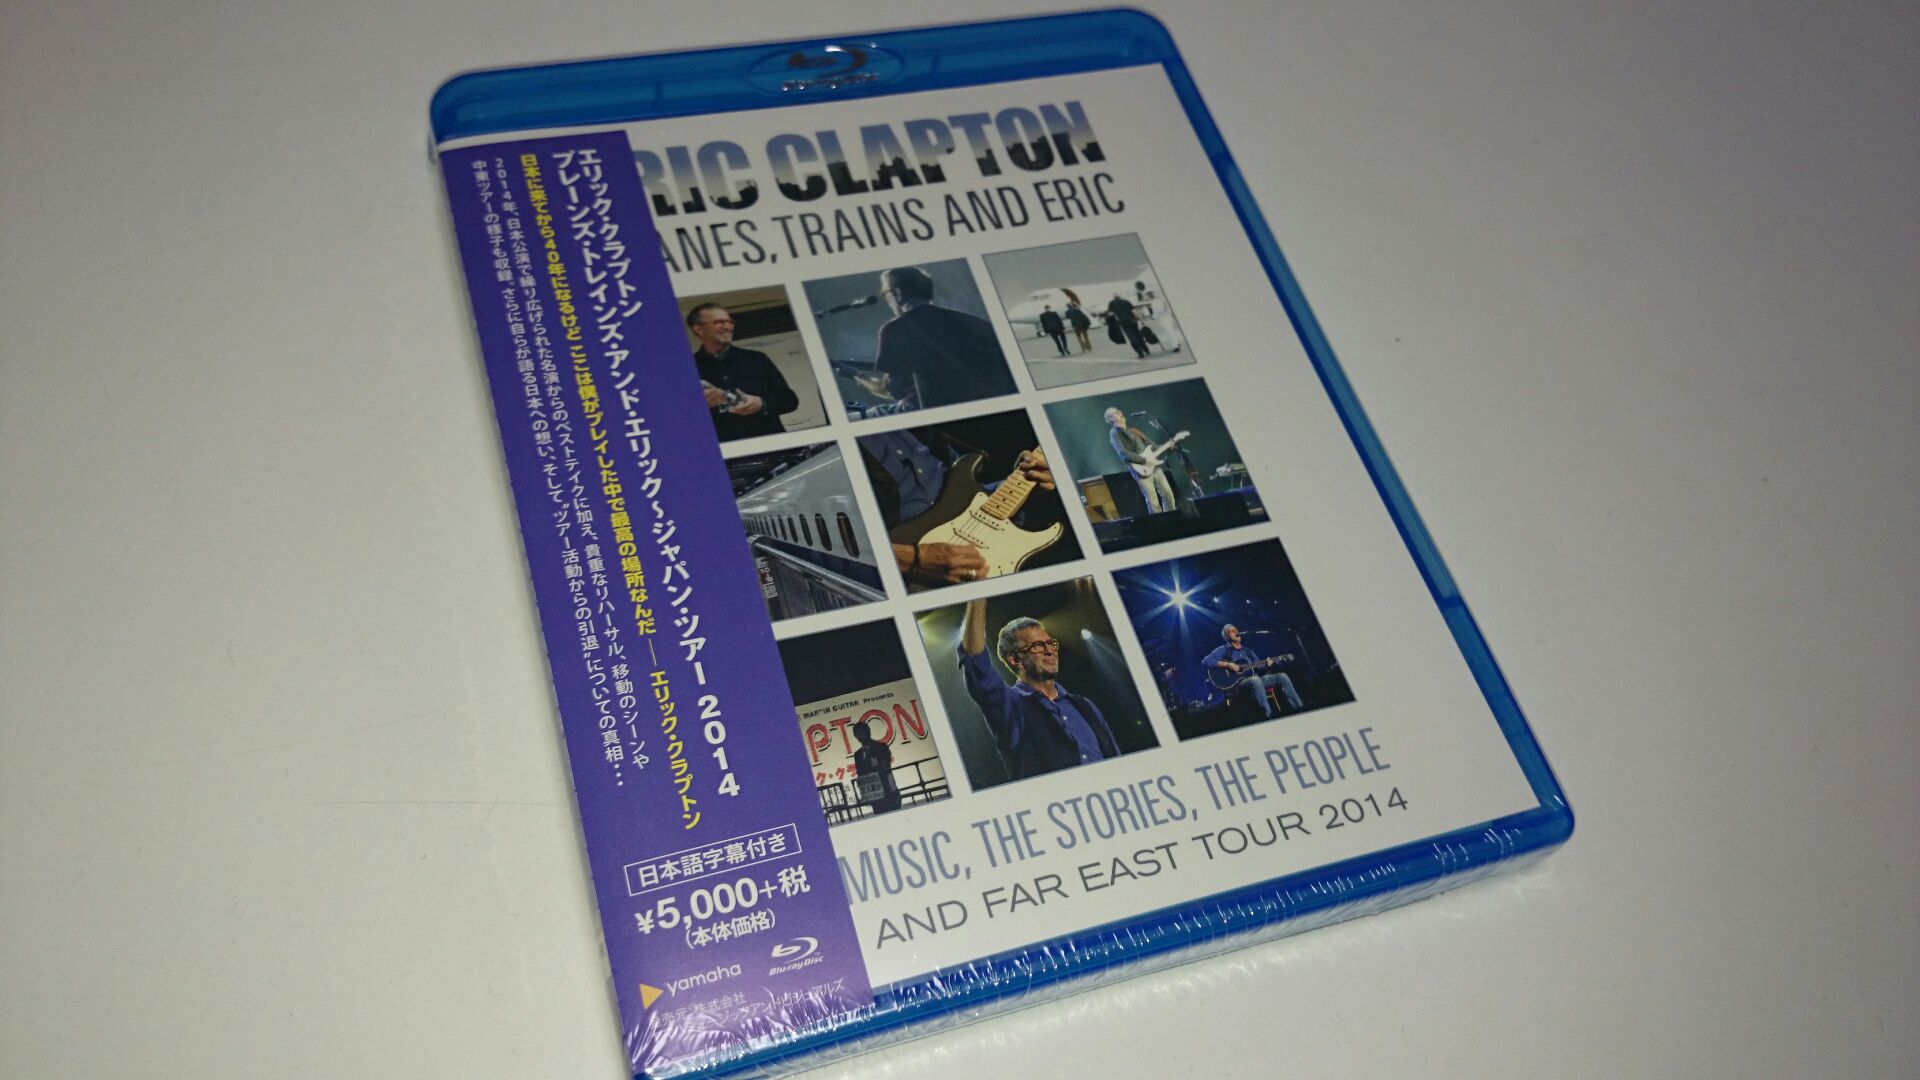 エリック・クラプトン
プレーンズ・トレインズ・アンド・エリック~ジャパン・ツアー 2014
日本に来てから40年になるけど ここは僕がプレイした中で最高の場所なんだ ── エリック・クラプトン
2014年、日本公演で繰り広げられた名演からのベストテイクに加え、貴重なリハーサル、移動のシーンや
中東ツアーの様子も収録。さらに自らが語る日本への想い、そして"ツアー活動からの引退"についての真相・・・
日本語字幕付き
¥5,000+税
(本体価格)
yamaha
Blu-ray Disc
株式会社
RIC CLAPTON
ANES, TRAINS AND ERIC
MARTIN GUITAR Presents
PTON
MUSIC, THE STORIES, THE PEOPLE
AND FAR EAST TOUR 2014